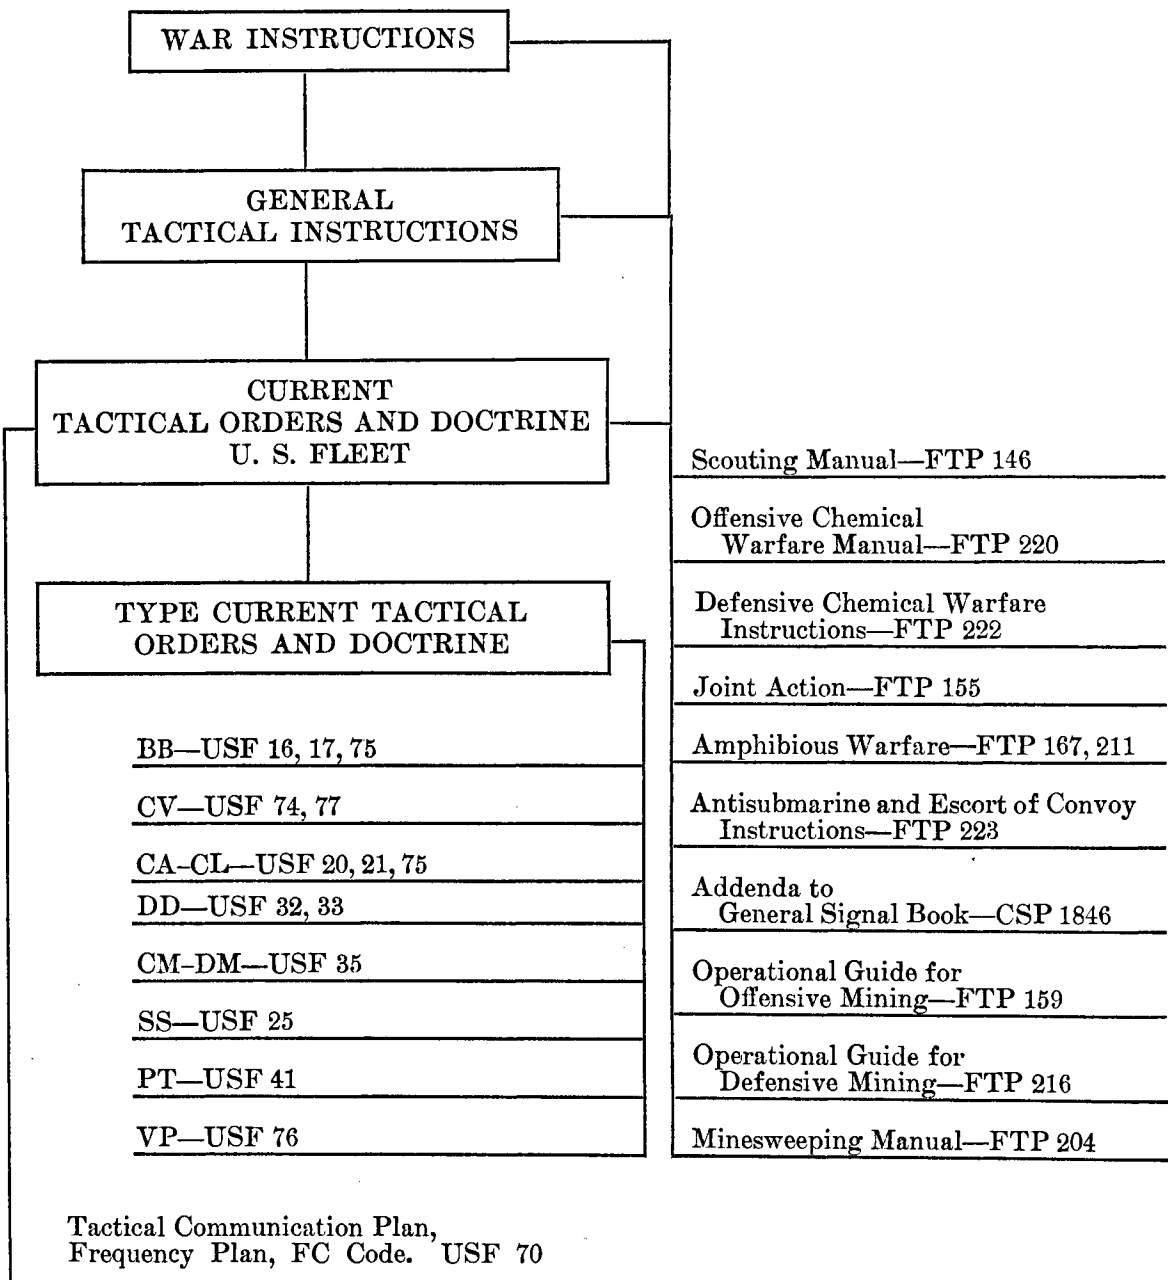 WAR INSTRUCTIONS
GENERAL
TACTICAL INSTRUCTIONS
CURRENT
TACTICAL ORDERS AND DOCTRINE
U. S. FLEET
TYPE CURRENT TACTICAL
ORDERS AND DOCTRINE
BB—USF 16, 17, 75
CV—USF 74, 77
CA–CL—USF 20, 21, 75
DD—USF 32, 33
CM–DM—USF 35
SS—USF 25
PT—USF 41
VP—USF 76
Scouting Manual—FTP 146
Offensive Chemical
Warfare Manual—FTP 220
Defensive Chemical Warfare
Instructions—FTP 222
Joint Action—FTP 155
Amphibious Warfare—FTP 167, 211
Antisubmarine and Escort of Convoy
Instructions—FTP 223
Addenda to
General Signal Book—CSP 1846
Operational Guide for
Offensive Mining—FTP 159
Operational Guide for
Defensive Mining—FTP 216
Minesweeping Manual—FTP 204
Tactical Communication Plan,
Frequency Plan, FC Code. USF 70